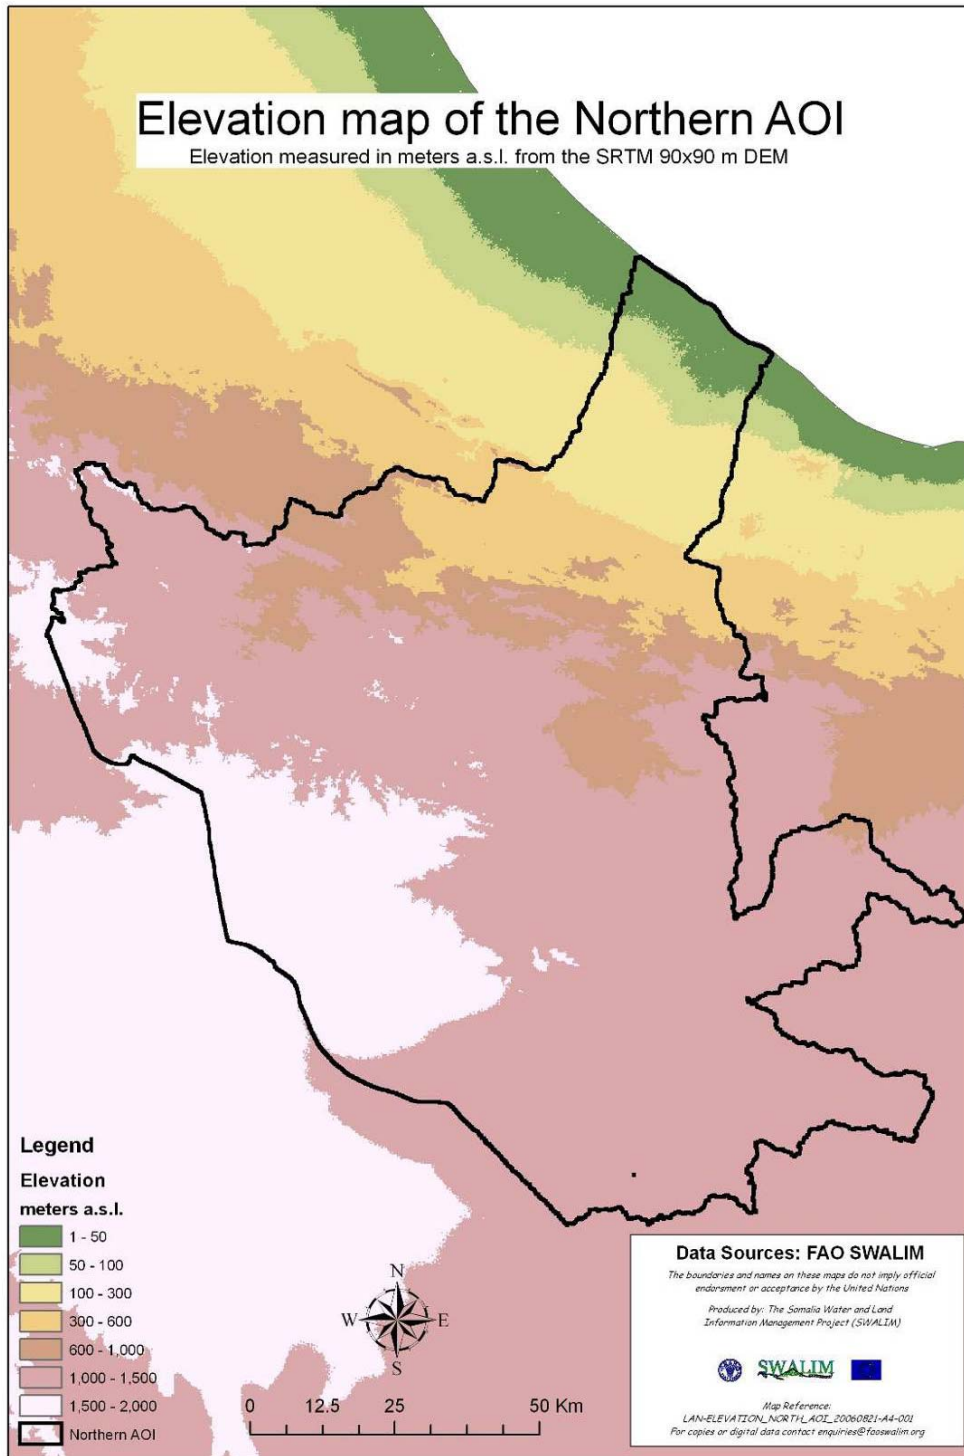 Elevation map of the Northern AOI
Elevation measured in meters a.s.l. from the SRTM 90x90 m DEM
Legend
Elevation
meters a.s.l.
1 - 50
50 - 100
100 - 300
300 - 600
600 - 1,000
1,000 - 1,500
1,500 - 2,000
Northern AOI
N
W E
S
0 12.5 25 50 Km
Data Sources: FAO SWALIM
The boundaries and names on these maps do not imply official
endorsment or acceptance by the United Nations
Produced by: The Somalia Water and Land
Information Management Project (SWALIM)
SWALIM
Map Reference:
LAN-ELEVATION_NORTH_AOI_20060821-A4-001
For copies or digital data contact enquiries@faoswalim.org